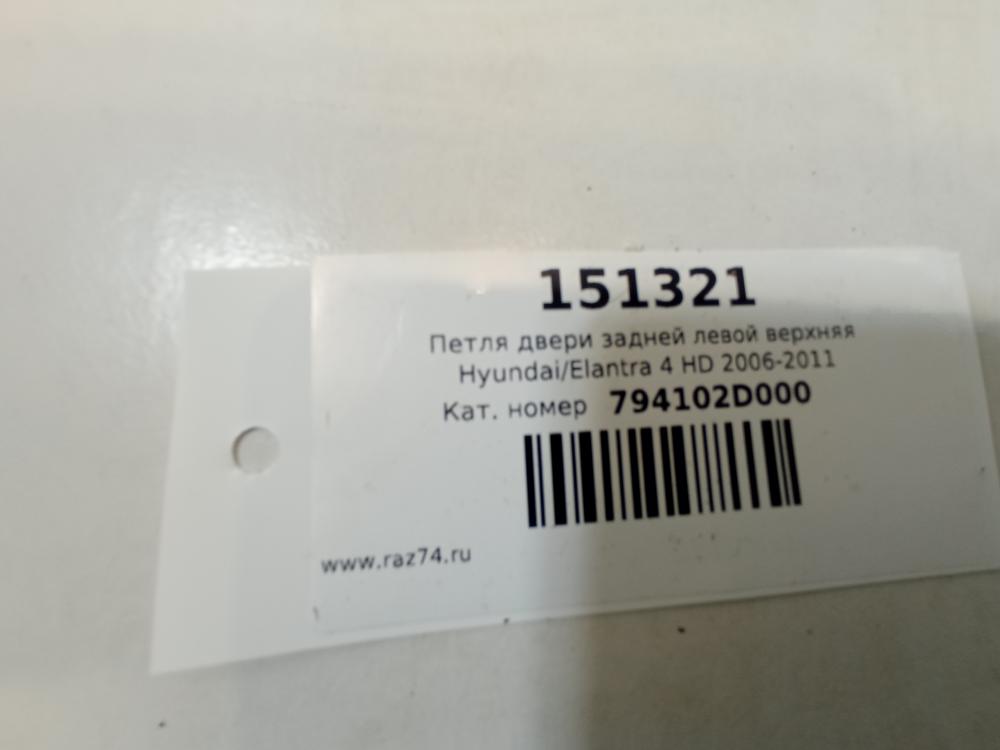 151321
Петля двери задней левой верхняя
Hyundai/Elantra 4 HD 2006-2011
Кат. номер 794102D000
www.raz74.ru